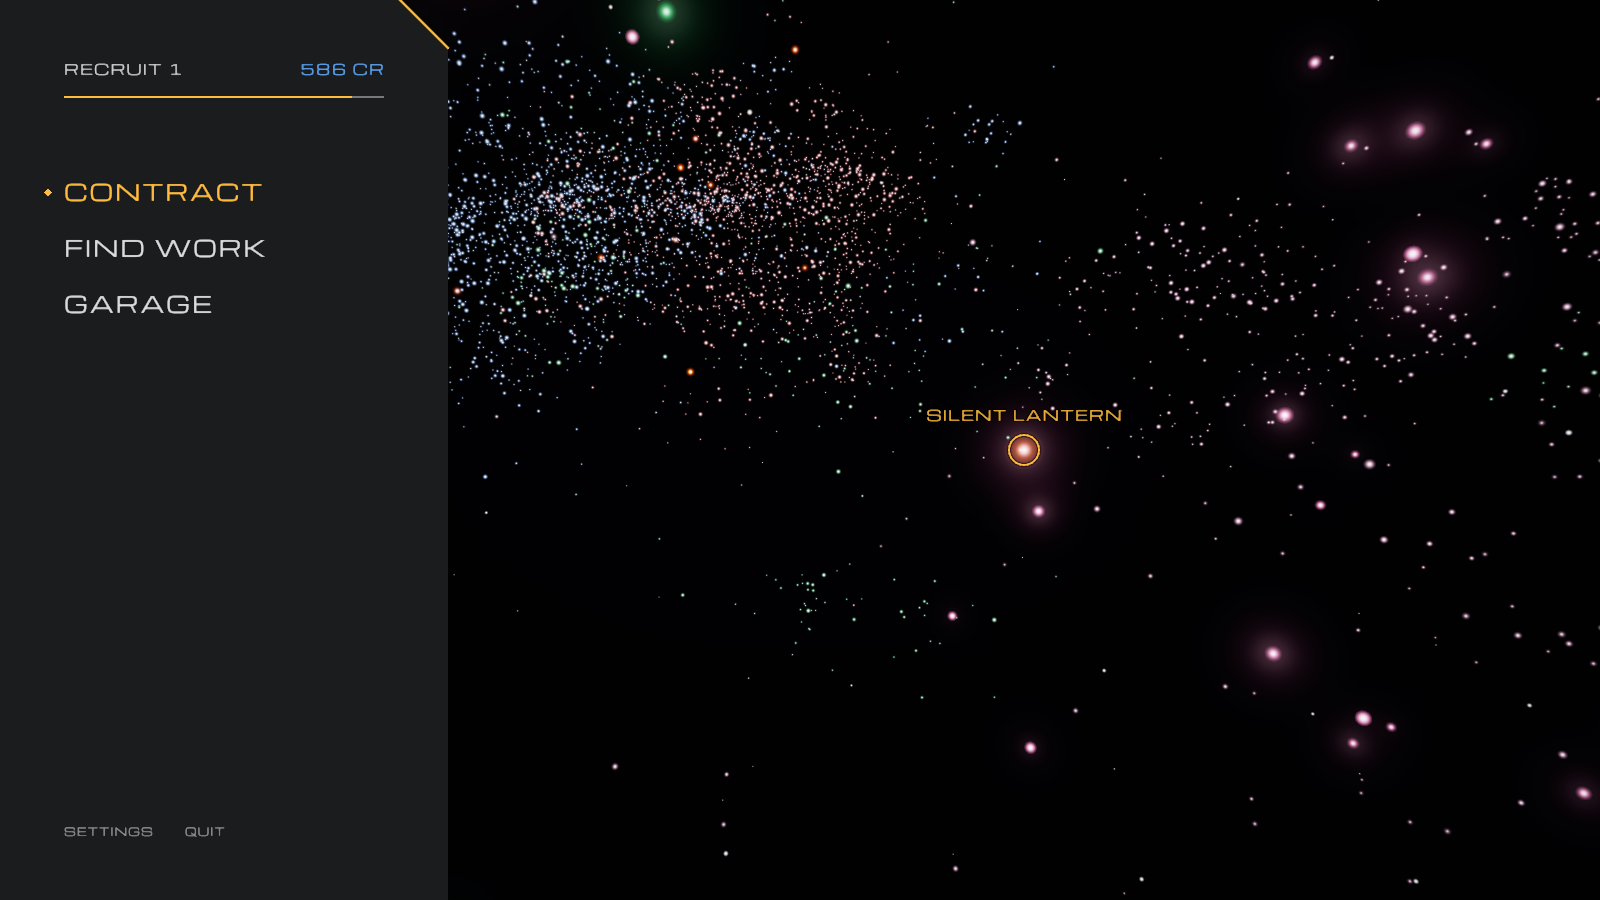 RECRUIT 1 586 CR
CONTRACT
FIND WORK
GARAGE
SILENT LANTERN
SETTINGS QUIT